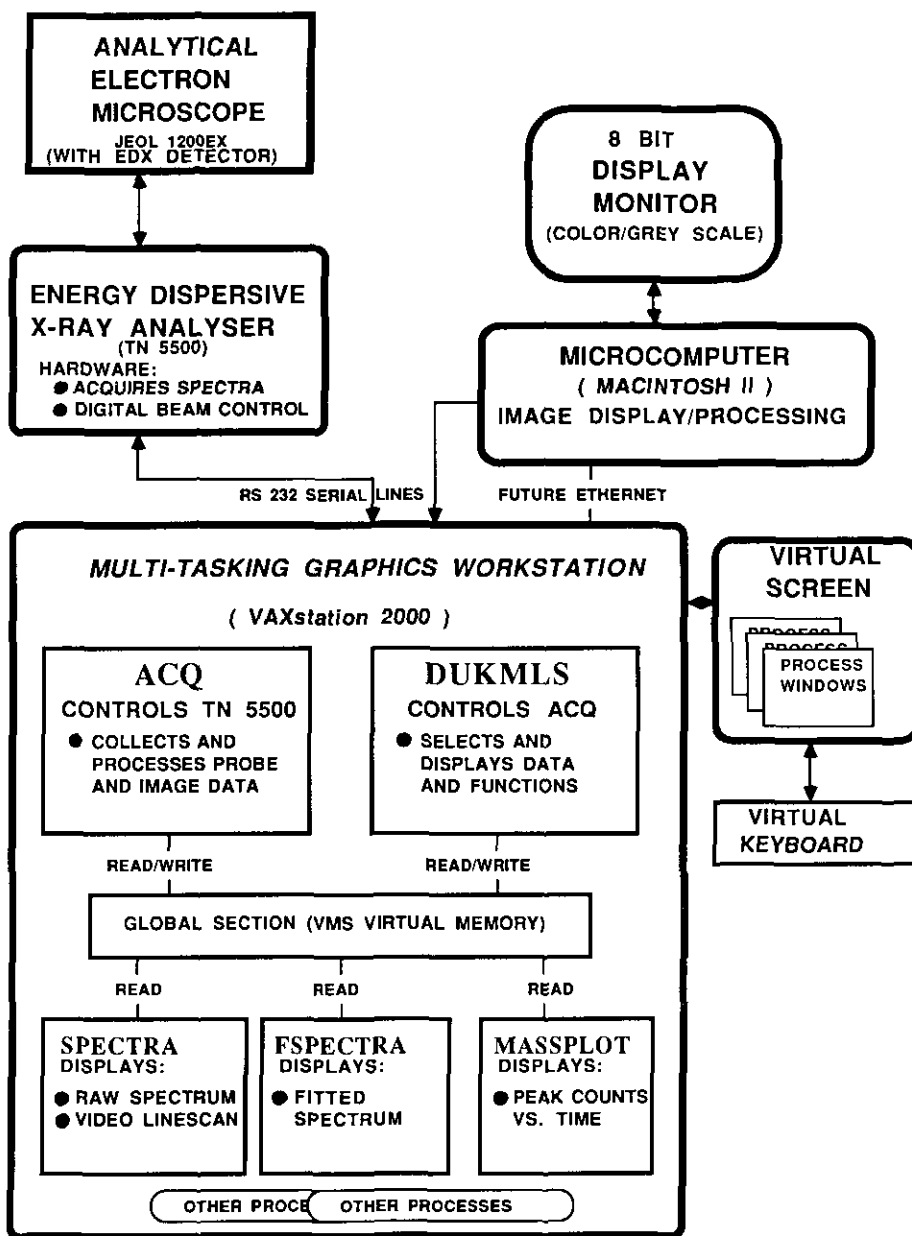 ANALYTICAL
ELECTRON
MICROSCOPE
JEOL 1200EX
(WITH EDX DETECTOR)
8 BIT
DISPLAY
MONITOR
(COLOR/GREY SCALE)
ENERGY DISPERSIVE
X-RAY ANALYSER
(TN 5500)
HARDWARE:
● ACQUIRES SPECTRA
● DIGITAL BEAM CONTROL
MICROCOMPUTER
( MACINTOSH II )
IMAGE DISPLAY/PROCESSING
RS 232 SERIAL LINES
FUTURE ETHERNET
MULTI-TASKING GRAPHICS WORKSTATION
( VAXstation 2000 )
VIRTUAL
SCREEN
PROCESS
PROCESS
PROCESS
WINDOWS
VIRTUAL
KEYBOARD
ACQ
CONTROLS TN 5500
● COLLECTS AND
PROCESSES PROBE
AND IMAGE DATA
DUKMLS
CONTROLS ACQ
● SELECTS AND
DISPLAYS DATA
AND FUNCTIONS
READ/WRITE
READ/WRITE
GLOBAL SECTION (VMS VIRTUAL MEMORY)
READ
READ
READ
SPECTRA
DISPLAYS:
● RAW SPECTRUM
● VIDEO LINESCAN
FSPECTRA
DISPLAYS:
● FITTED
SPECTRUM
MASSPLOT
DISPLAYS:
● PEAK COUNTS
VS. TIME
OTHER PROCE
OTHER PROCESSES